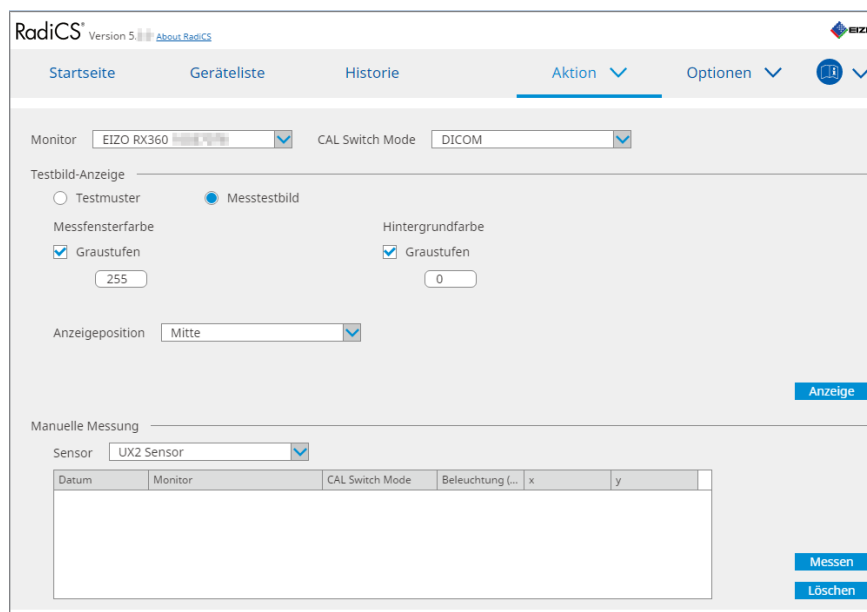 RadiCS® Version 5. About RadiCS EIZO
Startseite Geräteliste Historie Aktion Optionen
Monitor EIZO RX360 CAL Switch Mode DICOM
Testbild-Anzeige
Testmuster Messtestbild
Messfensterfarbe Hintergrundfarbe
Graustufen Graustufen
255 0
Anzeigeposition Mitte
Anzeige
Manuelle Messung
Sensor UX2 Sensor
Datum Monitor CAL Switch Mode Beleuchtung (... x y
Messen
Löschen